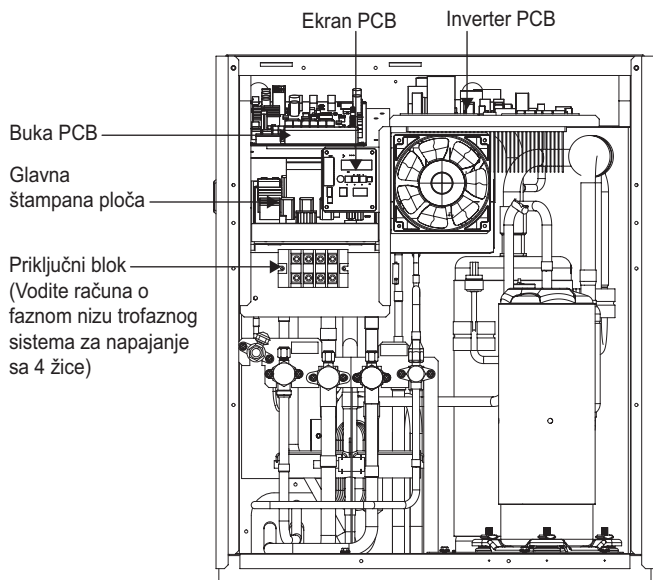 Ekran PCB
Inverter PCB
Buka PCB
Glavna
štampana ploča
Priključni blok
(Vodite računa o
faznom nizu trofaznog
sistema za napajanje
sa 4 žice)